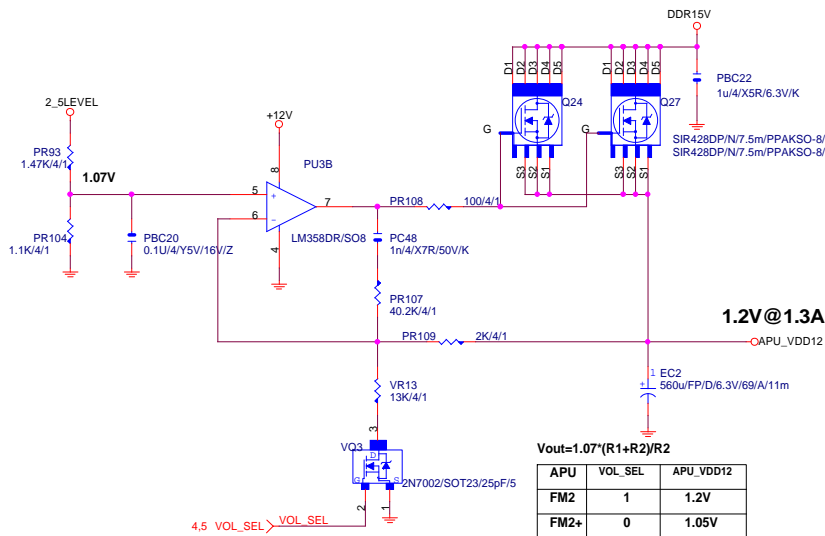 DDR15V
D1
D2
D3
D4
D5
D1
D2
D3
D4
D5
PBC22
1u/4/X5R/6.3V/K
2_5LEVEL
+12V
Q24
Q27
PR93
1.47K/4/1
8
PU3B
G
G
SIR428DP/N/7.5m/PPAKSO-8/
SIR428DP/N/7.5m/PPAKSO-8/
1.07V
S3
S2
S1
S3
S2
S1
5
+
7
PR108
100/4/1
6
-
PR104
1.1K/4/1
PBC20
0.1U/4/Y5V/16V/Z
4
LM358DR/SO8
PC48
1n/4/X7R/50V/K
PR107
40.2K/4/1
1.2V@1.3A
PR109
2K/4/1
APU_VDD12
VR13
13K/4/1
1
+
EC2
560u/FP/D/6.3V/69/A/11m
3
VQ3
D
G
S
2N7002/SOT23/25pF/5
2
1
4,5 VOL_SEL
VOL_SEL
Vout=1.07*(R1+R2)/R2
APU VOL_SEL APU_VDD12
FM2 1 1.2V
FM2+ 0 1.05V